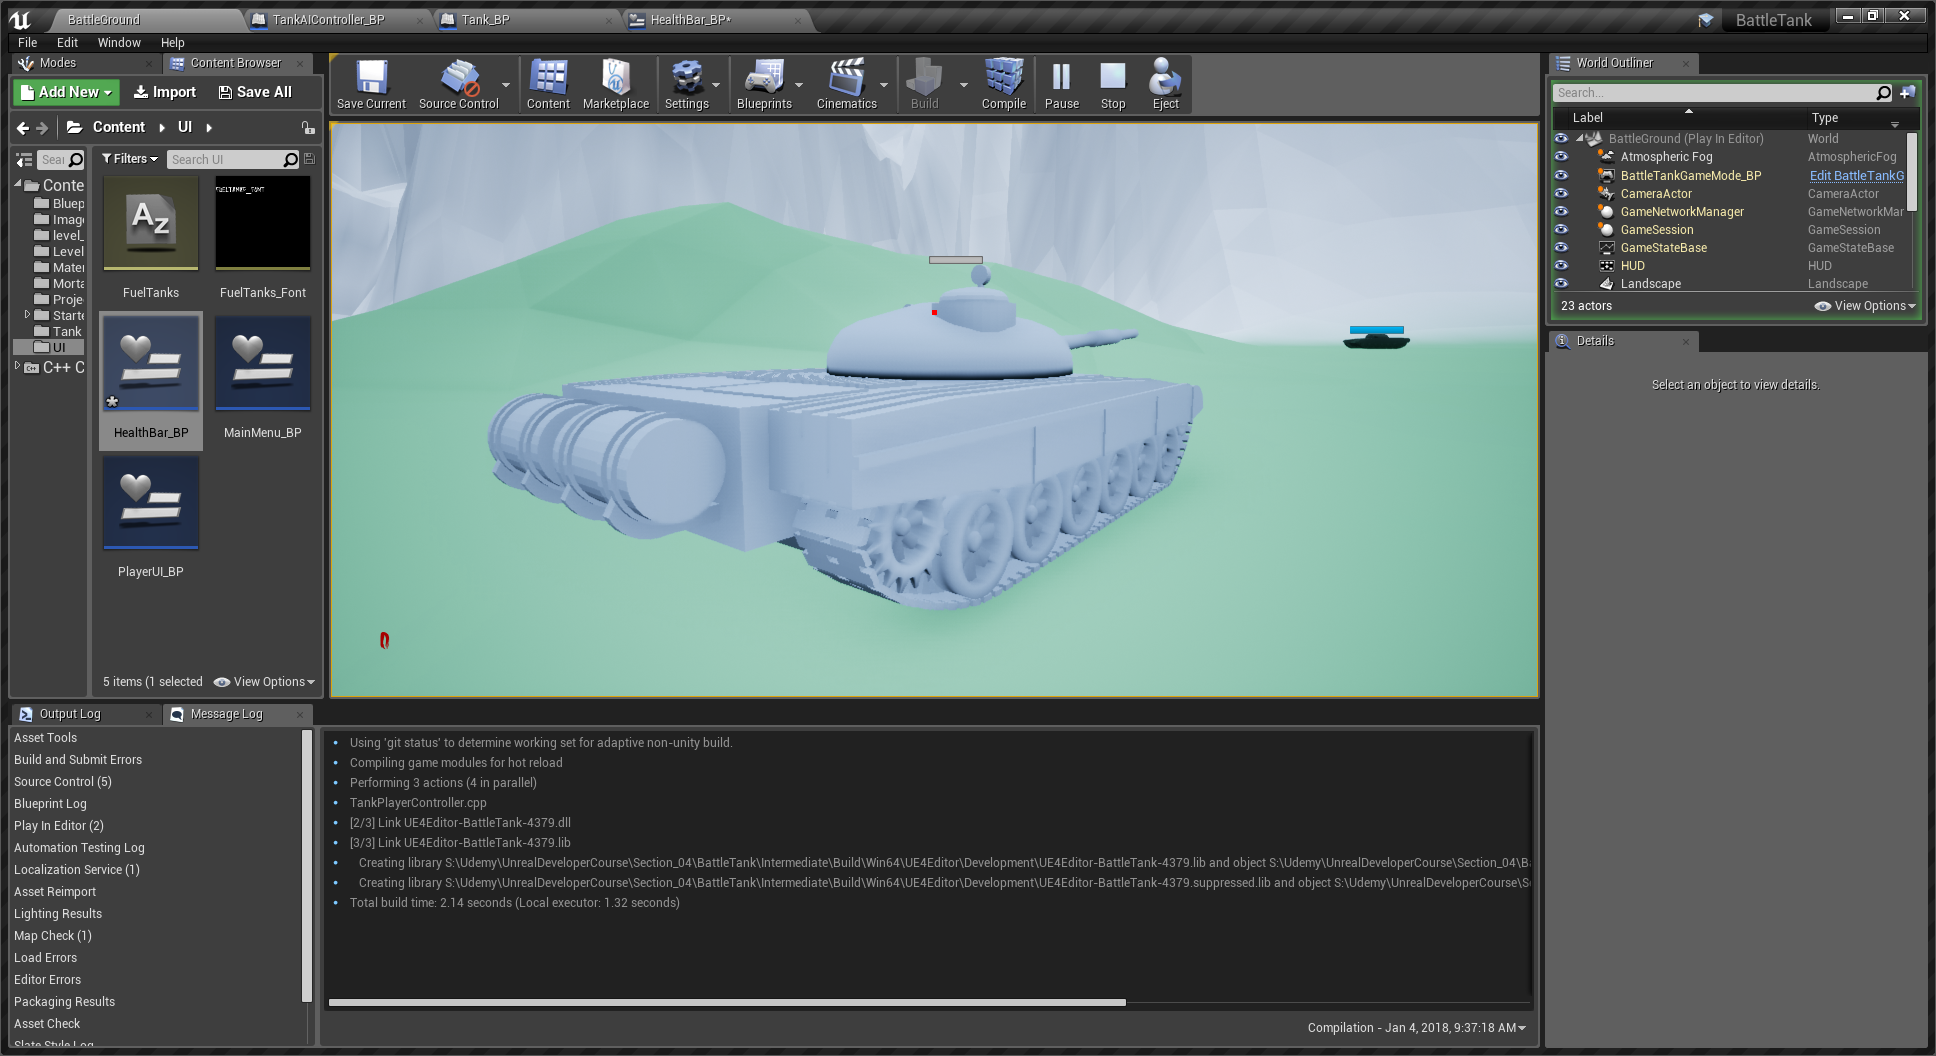 BattleGround
TankAIController_BP
Tank_BP
HealthBar_BP*
BattleTank
File Edit Window Help
Modes
Content Browser
Add New
Import
Save All
Content
UI
Sea
Filters
Search UI
Conte
Bluep
Image
level_
Level
Mater
Morta
Proje
Starte
Tank
UI
C++ C
FuelTanks
FuelTanks_Font
HealthBar_BP
MainMenu_BP
PlayerUI_BP
5 items (1 selected
View Options
Save Current
Source Control
Content
Marketplace
Settings
Blueprints
Cinematics
Build
Compile
Pause
Stop
Eject
World Outliner
Search...
Label Type
BattleGround (Play In Editor) World
Atmospheric Fog AtmosphericFog
BattleTankGameMode_BP Edit BattleTankG
CameraActor CameraActor
GameNetworkManager GameNetworkMar
GameSession GameSession
GameStateBase GameStateBase
HUD HUD
Landscape Landscape
23 actors
View Options
Details
Select an object to view details.
Output Log
Message Log
Asset Tools
Build and Submit Errors
Source Control (5)
Blueprint Log
Play In Editor (2)
Automation Testing Log
Localization Service (1)
Asset Reimport
Lighting Results
Map Check (1)
Load Errors
Editor Errors
Packaging Results
Asset Check
Slate Style Log
Using 'git status' to determine working set for adaptive non-unity build.
Compiling game modules for hot reload
Performing 3 actions (4 in parallel)
TankPlayerController.cpp
[2/3] Link UE4Editor-BattleTank-4379.dll
[3/3] Link UE4Editor-BattleTank-4379.lib
Creating library S:\Udemy\UnrealDeveloperCourse\Section_04\BattleTank\Intermediate\Build\Win64\UE4Editor\Development\UE4Editor-BattleTank-4379.lib and object S:\Udemy\UnrealDeveloperCourse\Section_04\Ba
Creating library S:\Udemy\UnrealDeveloperCourse\Section_04\BattleTank\Intermediate\Build\Win64\UE4Editor\Development\UE4Editor-BattleTank-4379.suppressed.lib and object S:\Udemy\UnrealDeveloperCourse\S
Total build time: 2.14 seconds (Local executor: 1.32 seconds)
Compilation - Jan 4, 2018, 9:37:18 AM